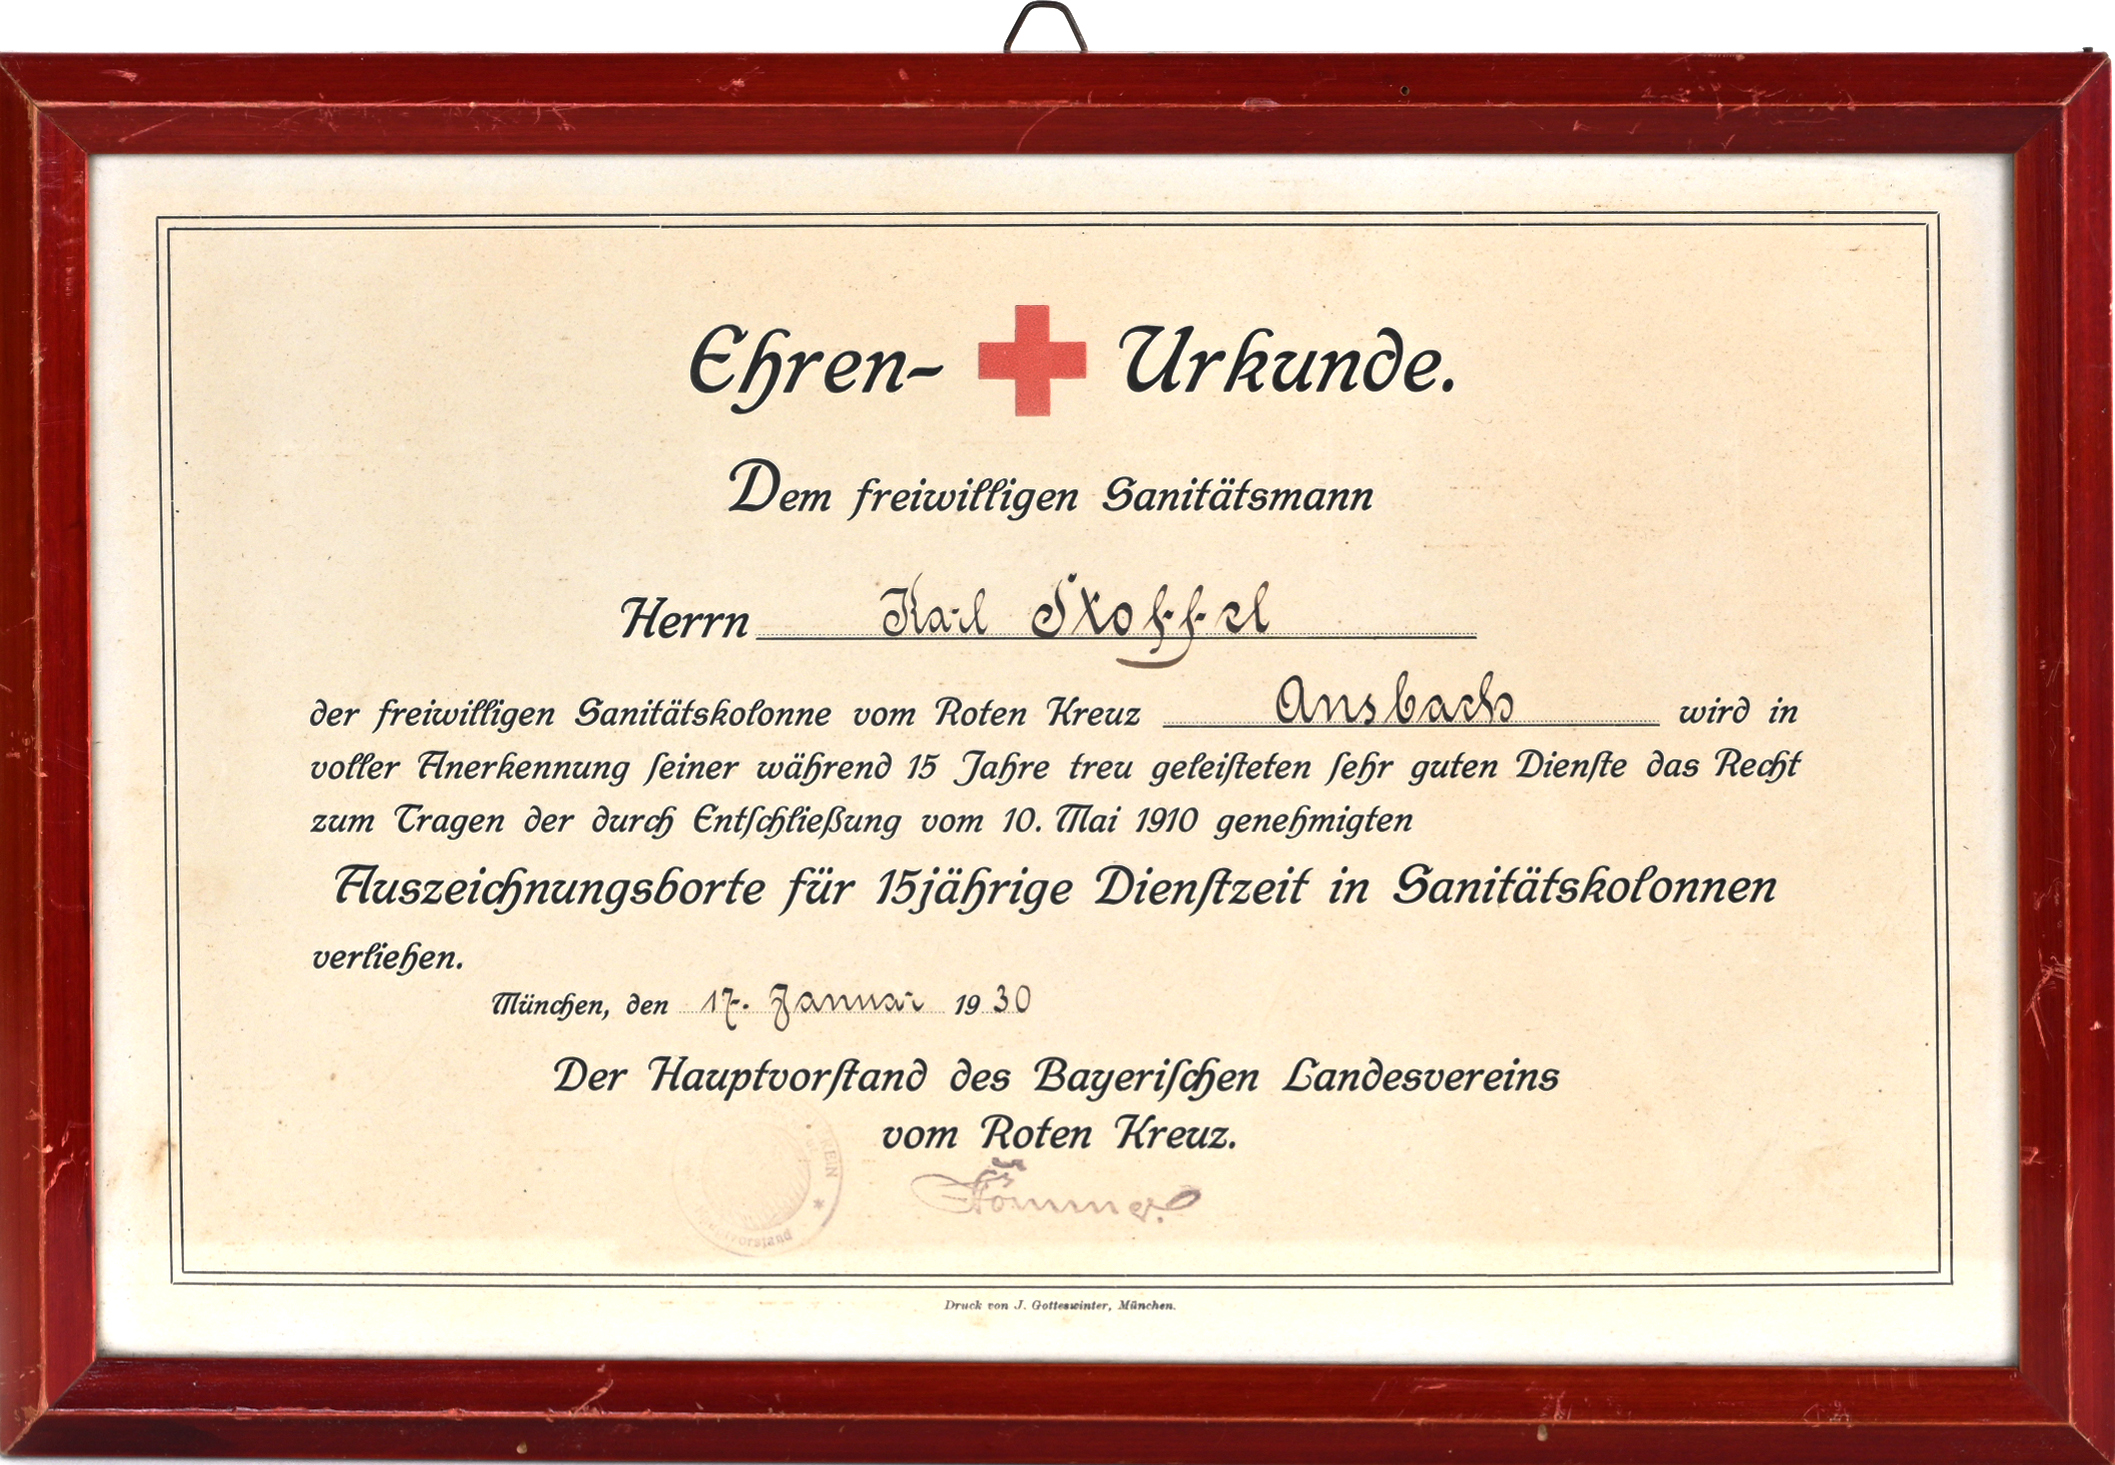 Ehren- Urkunde.
Dem freiwilligen Sanitätsmann
Herrn Karl Stoffel
der freiwilligen Sanitätskolonne vom Roten Kreuz Ansbach wird in
voller Anerkennung seiner während 15 Jahre treu geleisteten sehr guten Dienste das Recht
zum Tragen der durch Entschließung vom 10. Mai 1910 genehmigten
Auszeichnungsborte für 15jährige Dienstzeit in Sanitätskolonnen
verliehen.
München, den 17. Januar 1930
Der Hauptvorstand des Bayerischen Landesvereins
vom Roten Kreuz.
Druck von J. Gotteswinter, München.